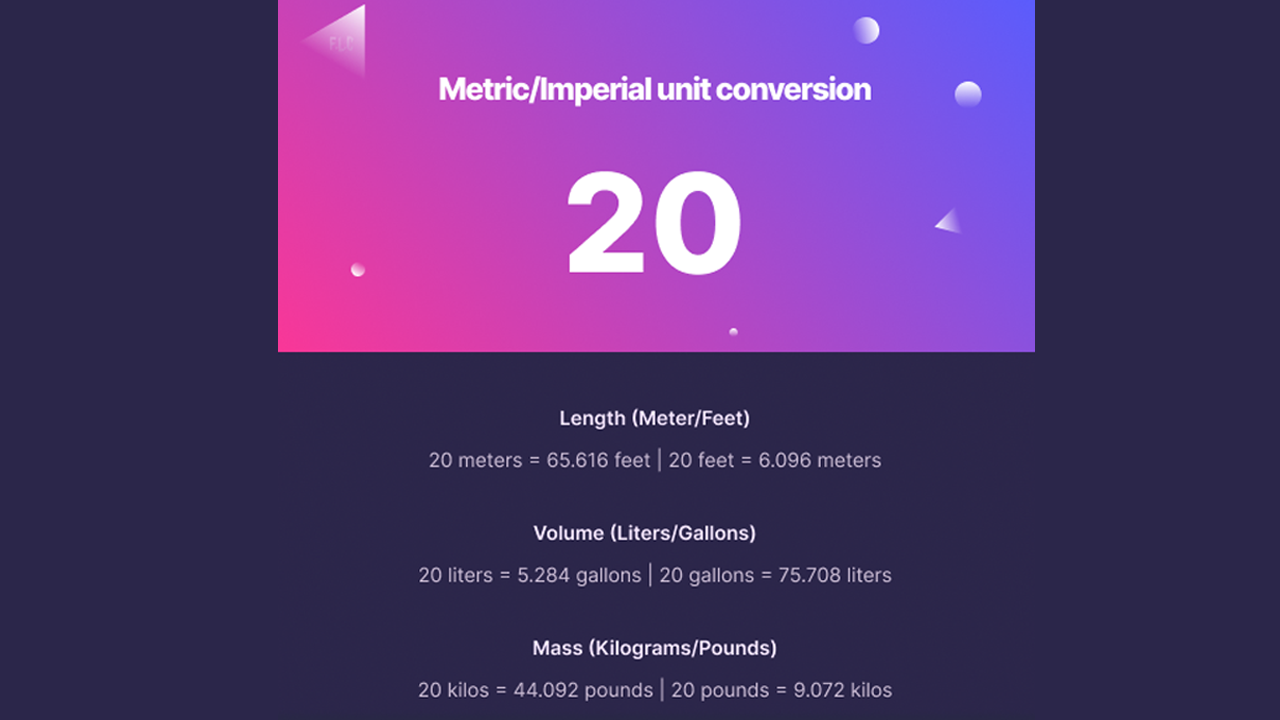 FLC
Metric/Imperial unit conversion
20
Length (Meter/Feet)
20 meters = 65.616 feet | 20 feet = 6.096 meters
Volume (Liters/Gallons)
20 liters = 5.284 gallons | 20 gallons = 75.708 liters
Mass (Kilograms/Pounds)
20 kilos = 44.092 pounds | 20 pounds = 9.072 kilos